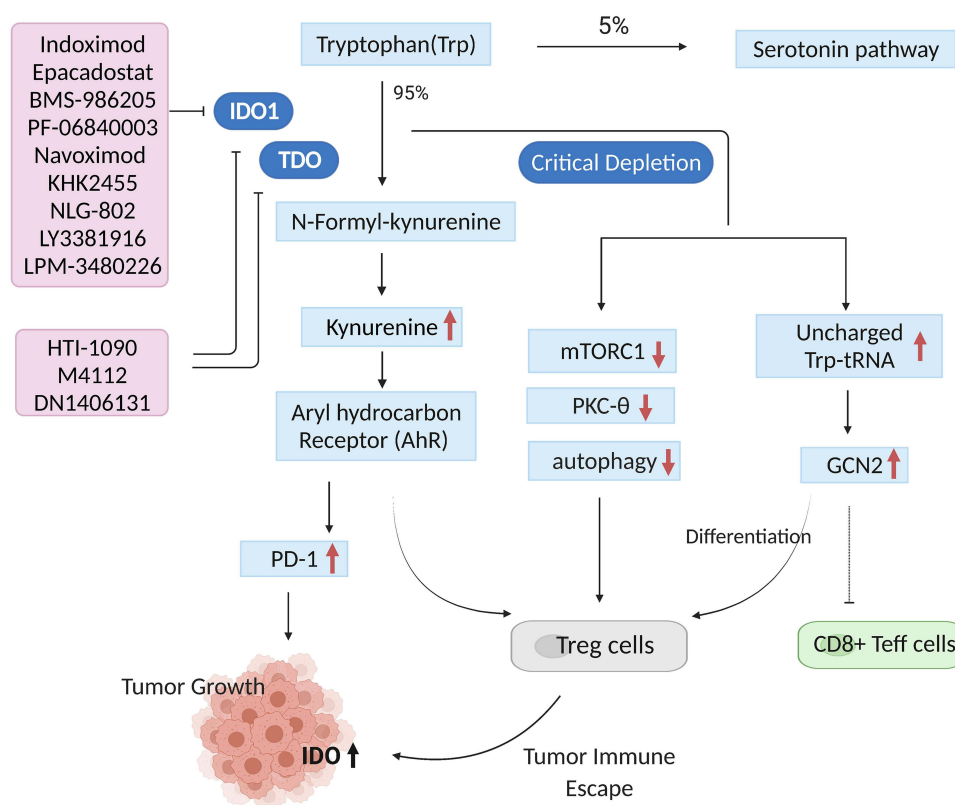 Indoximod
Epacadostat
BMS-986205
PF-06840003
Navoximod
KHK2455
NLG-802
LY3381916
LPM-3480226
HTI-1090
M4112
DN1406131
IDO1
TDO
Tryptophan(Trp)
5%
Serotonin pathway
95%
Critical Depletion
N-Formyl-kynurenine
Kynurenine
Aryl hydrocarbon
Receptor (AhR)
mTORC1
PKC-θ
autophagy
Uncharged
Trp-tRNA
GCN2
Differentiation
PD-1
Treg cells
CD8+ Teff cells
Tumor Growth
IDO
Tumor Immune
Escape